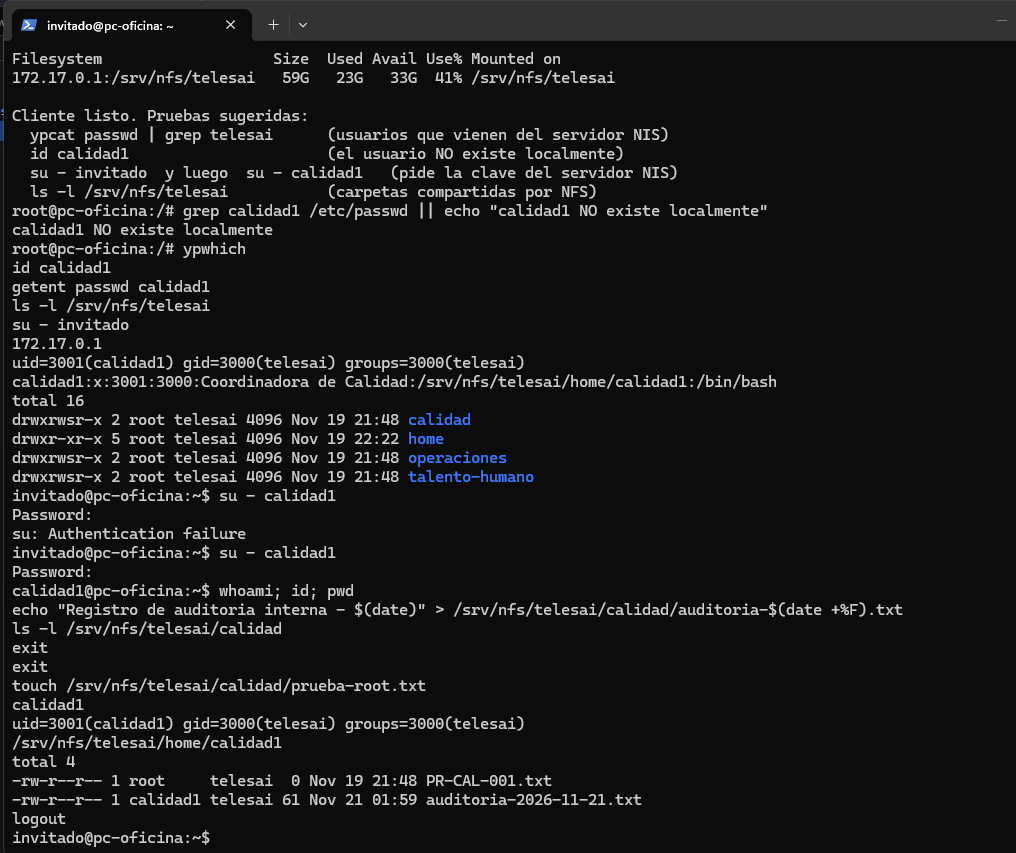 invitado@pc-oficina: ~
Filesystem                   Size  Used Avail Use% Mounted on
172.17.0.1:/srv/nfs/telesai   59G   23G   33G  41% /srv/nfs/telesai
Cliente listo. Pruebas sugeridas:
  ypcat passwd | grep telesai      (usuarios que vienen del servidor NIS)
  id calidad1                      (el usuario NO existe localmente)
  su - invitado  y luego  su - calidad1   (pide la clave del servidor NIS)
  ls -l /srv/nfs/telesai           (carpetas compartidas por NFS)
root@pc-oficina:/# grep calidad1 /etc/passwd || echo "calidad1 NO existe localmente"
calidad1 NO existe localmente
root@pc-oficina:/# ypwhich
id calidad1
getent passwd calidad1
ls -l /srv/nfs/telesai
su - invitado
172.17.0.1
uid=3001(calidad1) gid=3000(telesai) groups=3000(telesai)
calidad1:x:3001:3000:Coordinadora de Calidad:/srv/nfs/telesai/home/calidad1:/bin/bash
total 16
drwxrwsr-x 2 root telesai 4096 Nov 19 21:48 calidad
drwxr-xr-x 5 root telesai 4096 Nov 19 22:22 home
drwxrwsr-x 2 root telesai 4096 Nov 19 21:48 operaciones
drwxrwsr-x 2 root telesai 4096 Nov 19 21:48 talento-humano
invitado@pc-oficina:~$ su - calidad1
Password:
su: Authentication failure
invitado@pc-oficina:~$ su - calidad1
Password:
calidad1@pc-oficina:~$ whoami; id; pwd
echo "Registro de auditoria interna - $(date)" > /srv/nfs/telesai/calidad/auditoria-$(date +%F).txt
ls -l /srv/nfs/telesai/calidad
exit
exit
touch /srv/nfs/telesai/calidad/prueba-root.txt
calidad1
uid=3001(calidad1) gid=3000(telesai) groups=3000(telesai)
/srv/nfs/telesai/home/calidad1
total 4
-rw-r--r-- 1 root     telesai  0 Nov 19 21:48 PR-CAL-001.txt
-rw-r--r-- 1 calidad1 telesai 61 Nov 21 01:59 auditoria-2026-11-21.txt
logout
invitado@pc-oficina:~$